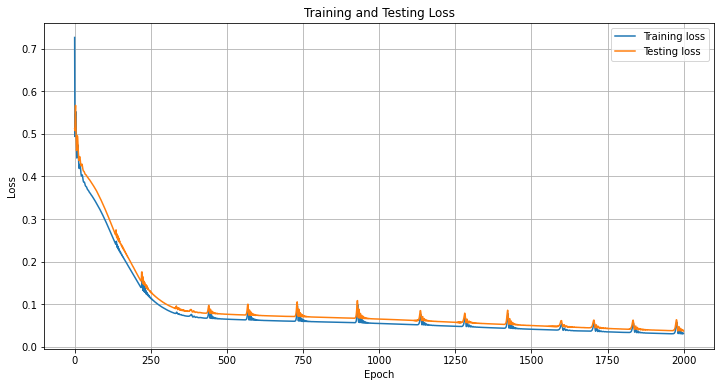 Training and Testing Loss
Training loss
Testing loss
Loss
0.7
0.6
0.5
0.4
0.3
0.2
0.1
0.0
0 250 500 750 1000 1250 1500 1750 2000
Epoch